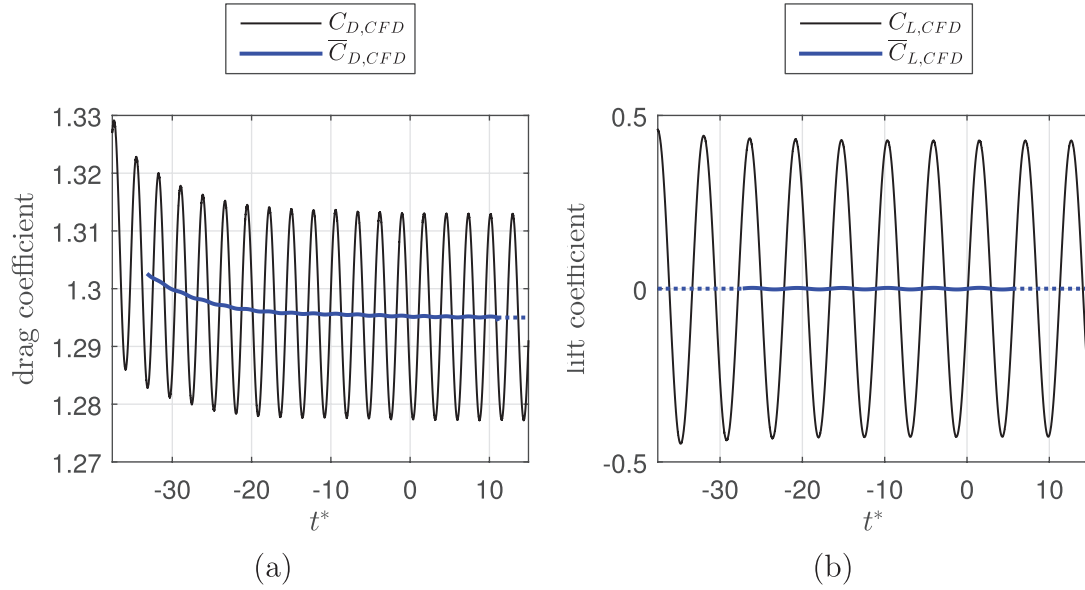 C_{D,CFD}
\overline{C}_{D,CFD}
C_{L,CFD}
\overline{C}_{L,CFD}
drag coefficient
1.33
1.32
1.31
1.3
1.29
1.28
1.27
-30 -20 -10 0 10
t*
(a)
lift coefficient
0.5
0
-0.5
-30 -20 -10 0 10
t*
(b)